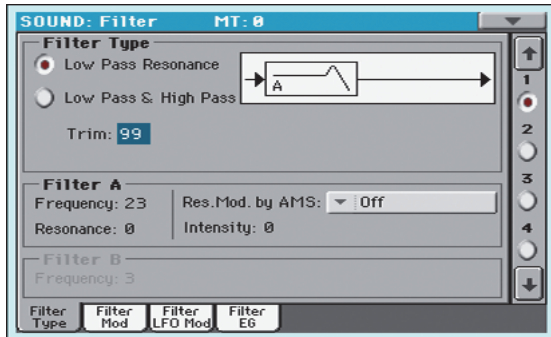 SOUND: Filter MT: 0
Filter Type
Low Pass Resonance
A
Low Pass & High Pass
Trim: 99
1
2
3
4
Filter A
Frequency: 23 Res.Mod. by AMS: Off
Resonance: 0 Intensity: 0
Filter B
Frequency: 3
Filter Type Filter Mod Filter LFO Mod Filter EG